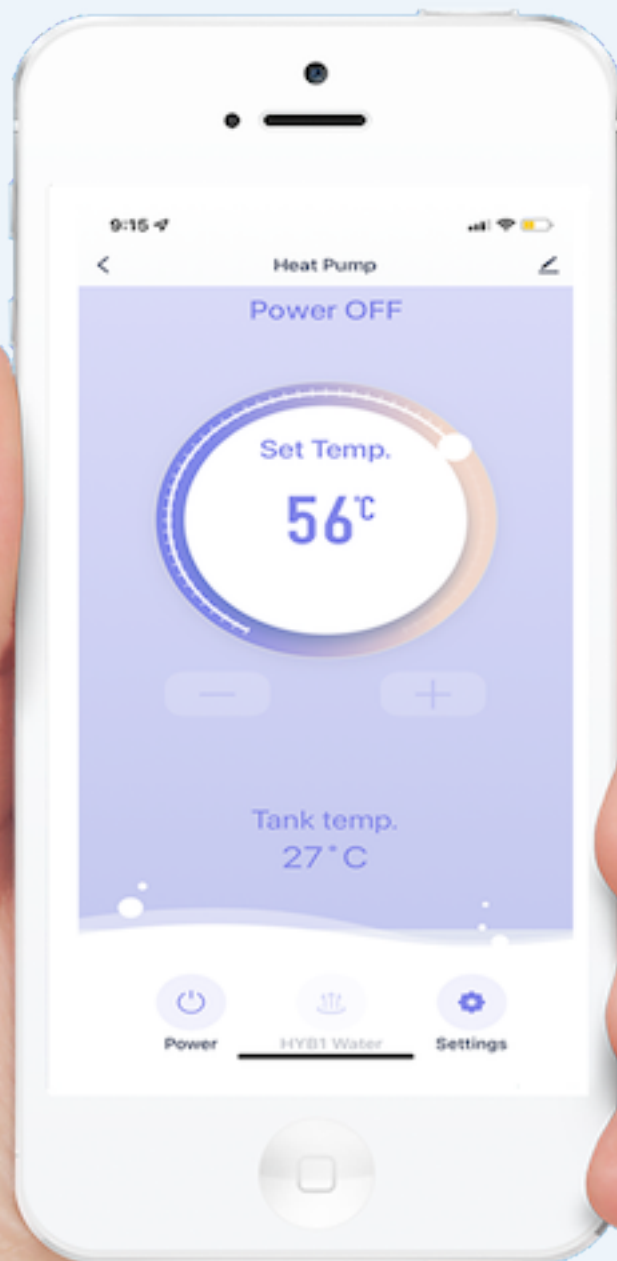 9:15
Heat Pump
Power OFF
Set Temp.
56℃
Tank temp.
27°C
Power
HYB1 Water
Settings